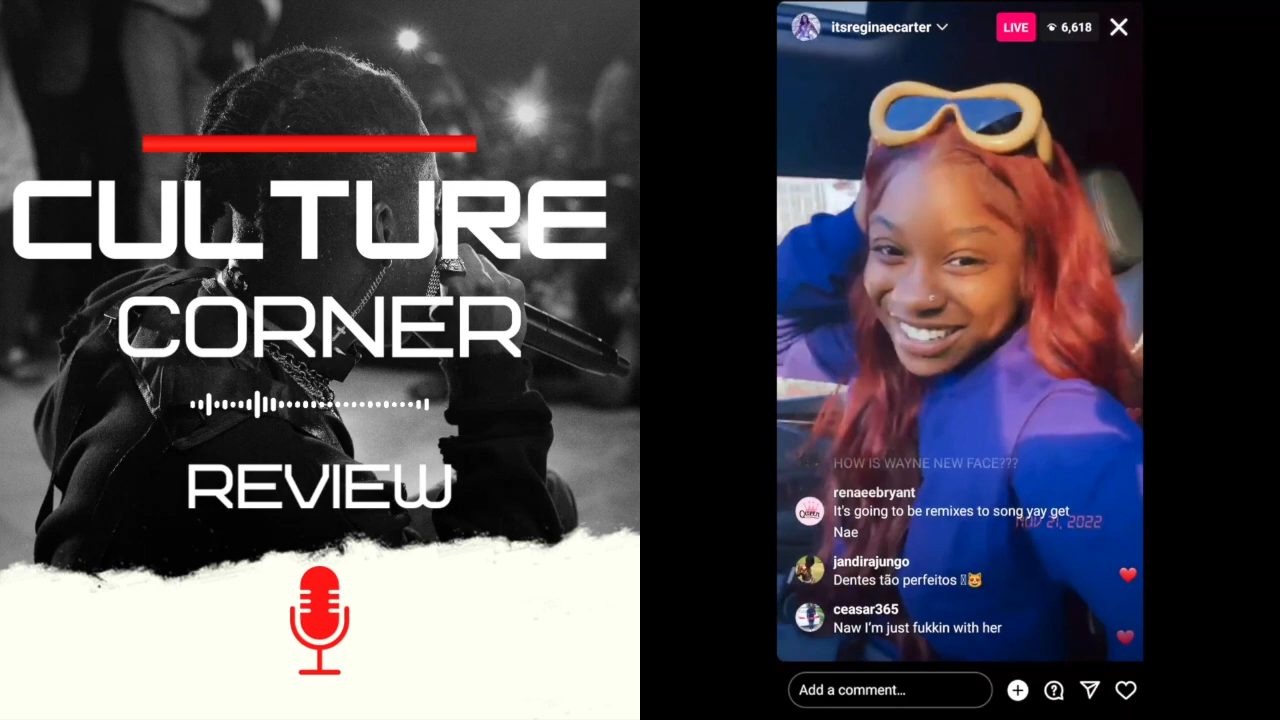 CULTURE
CORNER
REVIEW
itsreginaecarter
LIVE
6,618
HOW IS WAYNE NEW FACE???
renaeebryant
It's going to be remixes to song yay get
Nae
NOV 21, 2022
jandirajungo
Dentes tão perfeitos 😻
ceasar365
Naw I'm just fukkin with her
Add a comment...